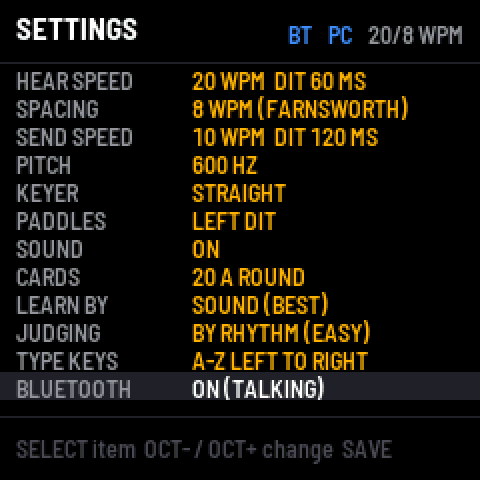 SETTINGS BT PC 20/8 WPM
HEAR SPEED 20 WPM DIT 60 MS
SPACING 8 WPM (FARNSWORTH)
SEND SPEED 10 WPM DIT 120 MS
PITCH 600 HZ
KEYER STRAIGHT
PADDLES LEFT DIT
SOUND ON
CARDS 20 A ROUND
LEARN BY SOUND (BEST)
JUDGING BY RHYTHM (EASY)
TYPE KEYS A-Z LEFT TO RIGHT
BLUETOOTH ON (TALKING)
SELECT item OCT- / OCT+ change SAVE